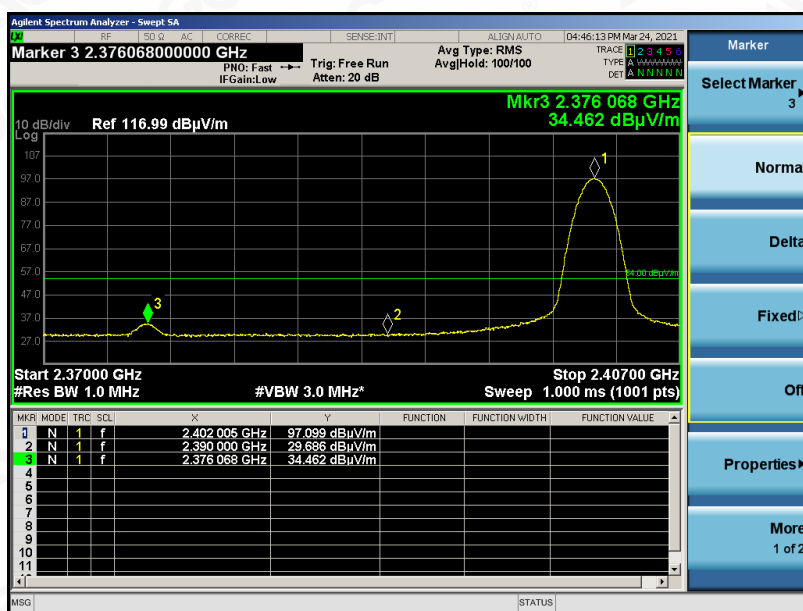 Agilent Spectrum Analyzer - Swept SA
LXI RF 50 Ω AC CORREC SENSE:INT ALIGN AUTO 04:46:13 PM Mar 24, 2021
Marker 3 2.376068000000 GHz
PNO: Fast
IFGain:Low
Trig: Free Run
Atten: 20 dB
Avg Type: RMS
Avg|Hold: 100/100
TRACE 1 2 3 4 5 6
TYPE A WWWWW
DET A N N N N N
Mkr3 2.376 068 GHz
34.462 dBµV/m
10 dB/div Ref 116.99 dBµV/m
Log
107
97.0
87.0
77.0
67.0
57.0
47.0
37.0
27.0
1
2
3
54.00 dBµV/m
Start 2.37000 GHz Stop 2.40700 GHz
#Res BW 1.0 MHz #VBW 3.0 MHz* Sweep 1.000 ms (1001 pts)
MKR MODE TRC SCL X Y FUNCTION FUNCTION WIDTH FUNCTION VALUE
1 N 1 f 2.402 005 GHz 97.099 dBµV/m
2 N 1 f 2.390 000 GHz 29.686 dBµV/m
3 N 1 f 2.376 068 GHz 34.462 dBµV/m
4
5
6
7
8
9
10
11
MSG STATUS
Marker
Select Marker
3
Norma
Delta
Fixed
Off
Properties
More
1 of 2